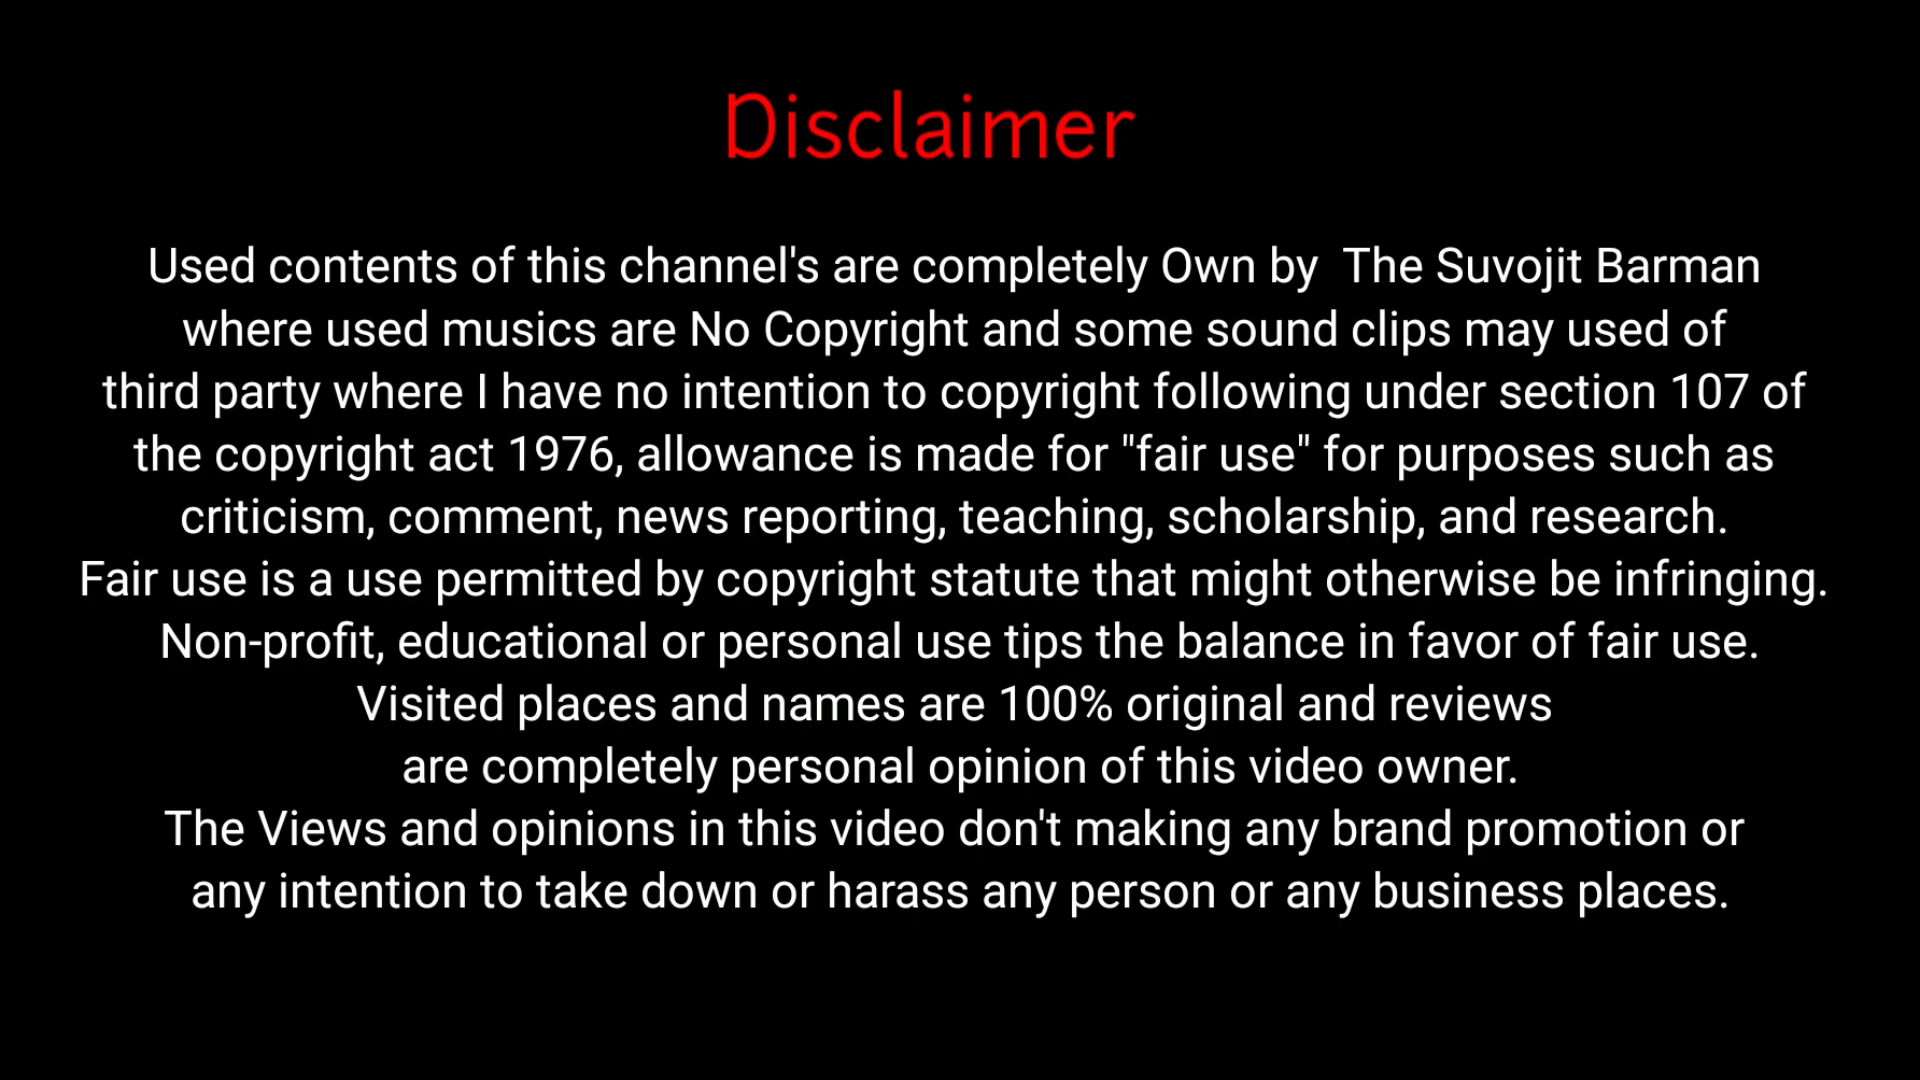 Disclaimer
Used contents of this channel's are completely Own by The Suvojit Barman
where used musics are No Copyright and some sound clips may used of
third party where I have no intention to copyright following under section 107 of
the copyright act 1976, allowance is made for "fair use" for purposes such as
criticism, comment, news reporting, teaching, scholarship, and research.
Fair use is a use permitted by copyright statute that might otherwise be infringing.
Non-profit, educational or personal use tips the balance in favor of fair use.
Visited places and names are 100% original and reviews
are completely personal opinion of this video owner.
The Views and opinions in this video don't making any brand promotion or
any intention to take down or harass any person or any business places.